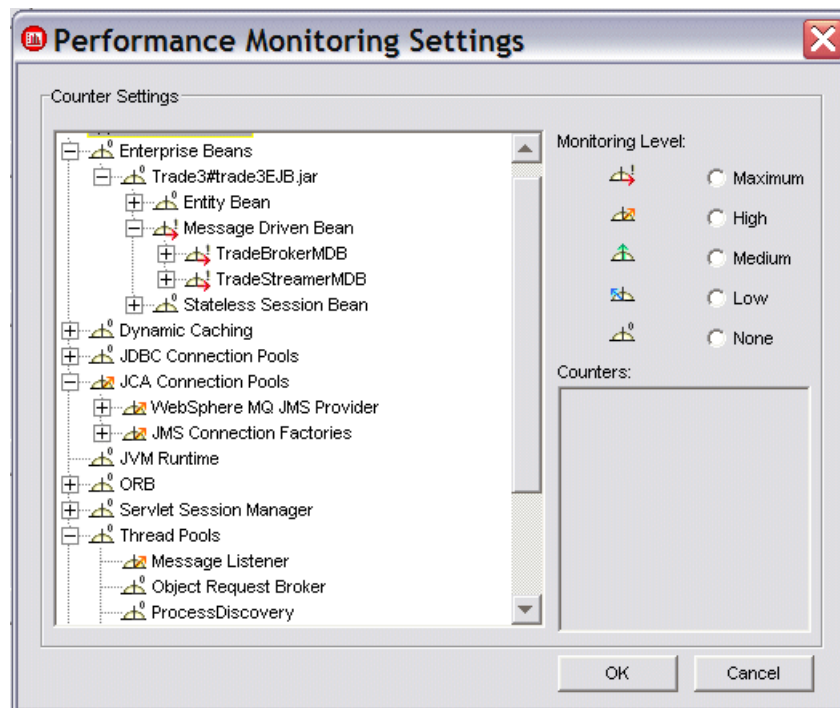 Performance Monitoring Settings
Counter Settings
Enterprise Beans
Trade3#trade3EJB.jar
Entity Bean
Message Driven Bean
TradeBrokerMDB
TradeStreamerMDB
Stateless Session Bean
Dynamic Caching
JDBC Connection Pools
JCA Connection Pools
WebSphere MQ JMS Provider
JMS Connection Factories
JVM Runtime
ORB
Servlet Session Manager
Thread Pools
Message Listener
Object Request Broker
ProcessDiscovery
Monitoring Level:
Maximum
High
Medium
Low
None
Counters:
OK
Cancel